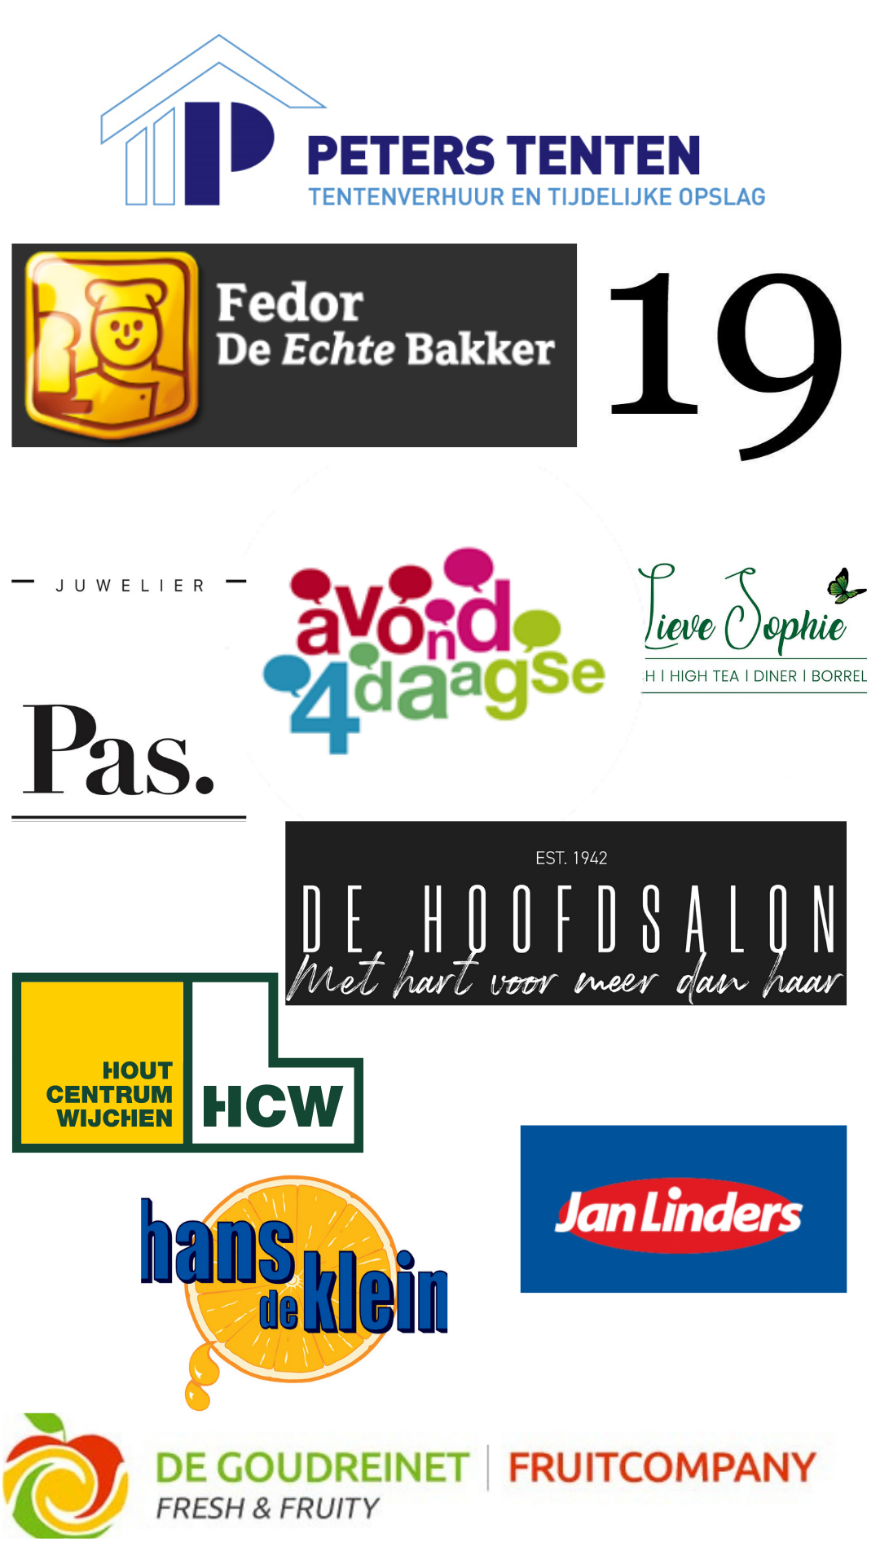 P
PETERS TENTEN
TENTENVERHUUR EN TIJDELIJKE OPSLAG
Fedor
De Echte Bakker
19
JUWELIER
Pas.
avond
4daagse
Lieve Sophie
H | HIGH TEA | DINER | BORREL
EST. 1942
DE HOOFDSALON
Met hart voor meer dan haar
HOUT
CENTRUM
WIJCHEN
HCW
Jan Linders
hans
de klein
DE GOUDREINET | FRUITCOMPANY
FRESH & FRUITY